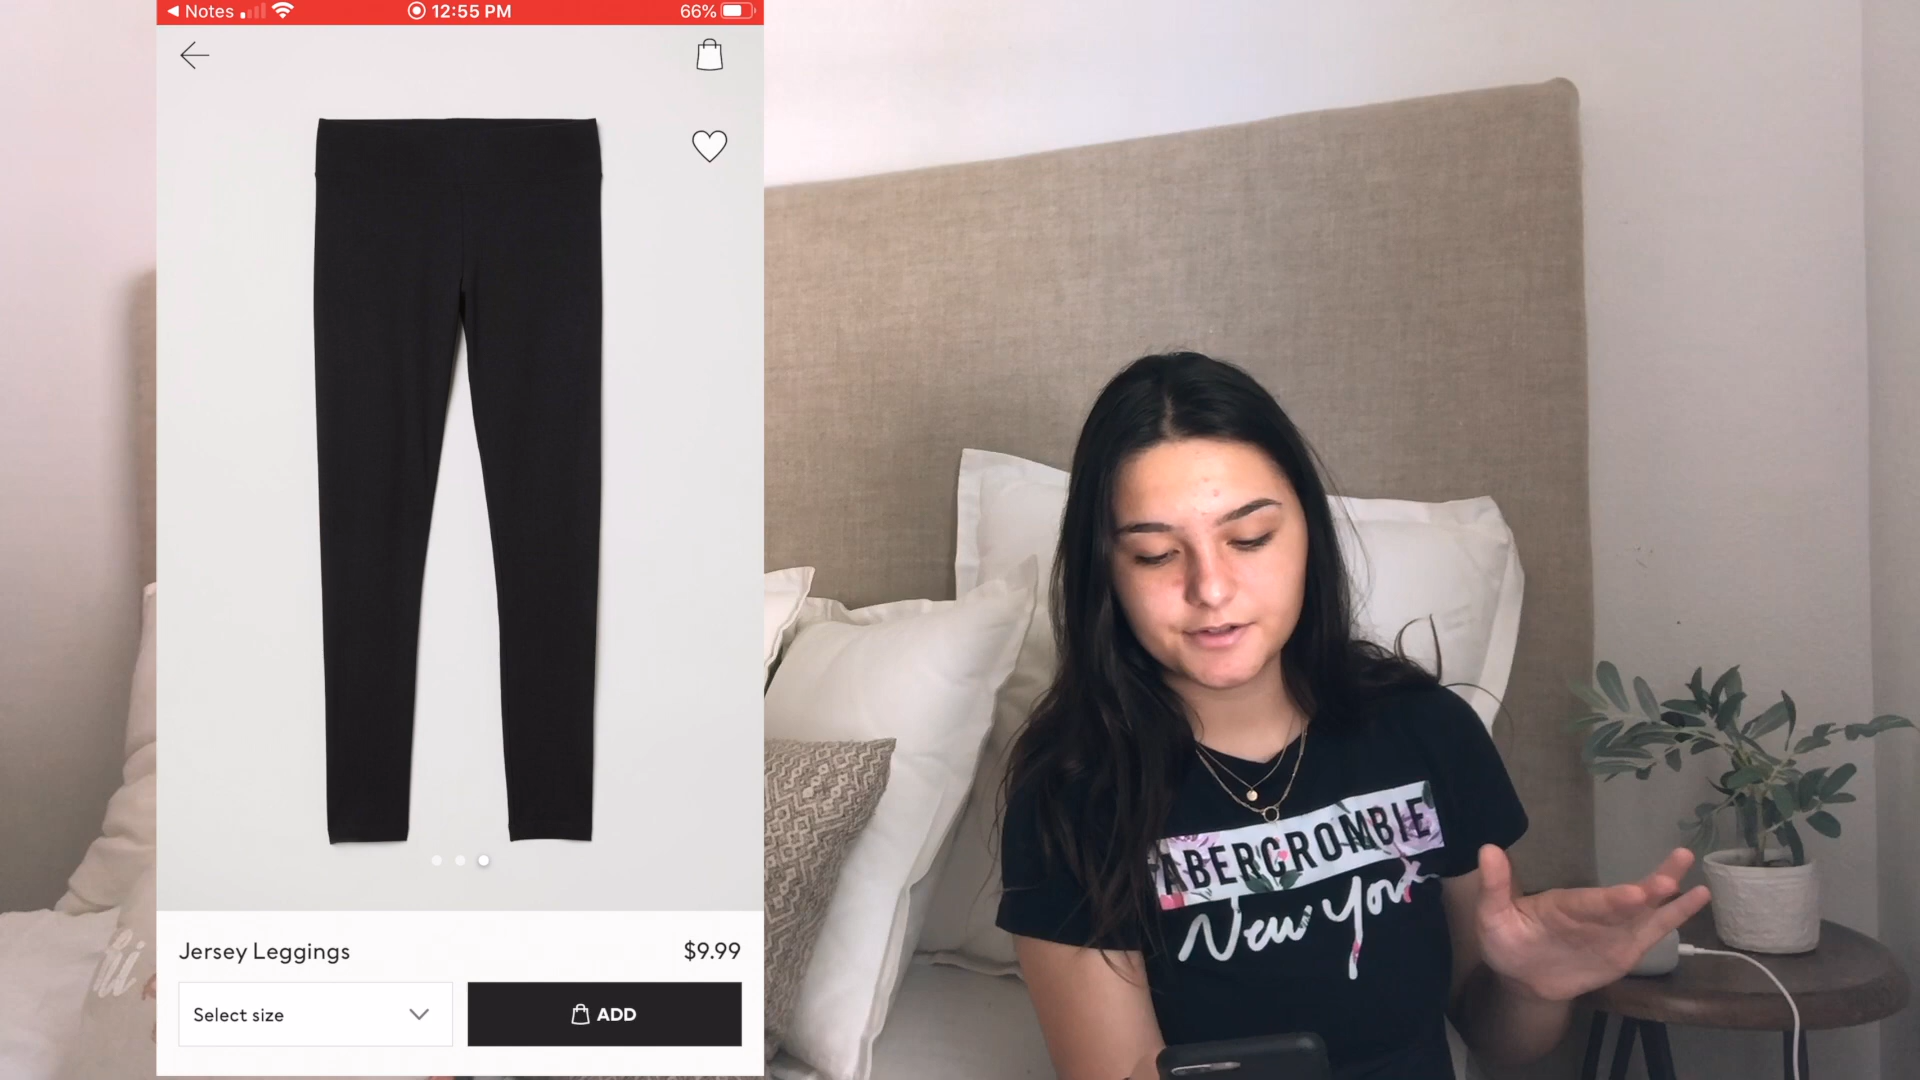 Notes
12:55 PM
66%
Jersey Leggings
$9.99
Select size
ADD
ABERCROMBIE
New York